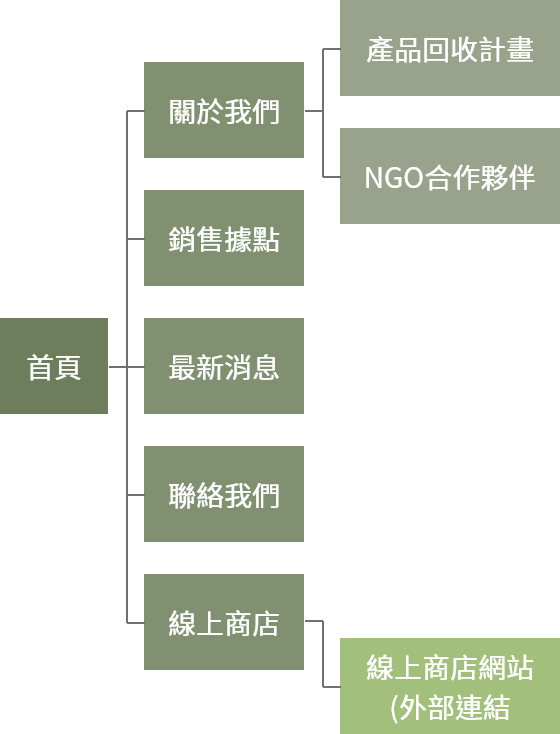 產品回收計畫
關於我們
NGO合作夥伴
銷售據點
首頁
最新消息
聯絡我們
線上商店
線上商店網站
(外部連結